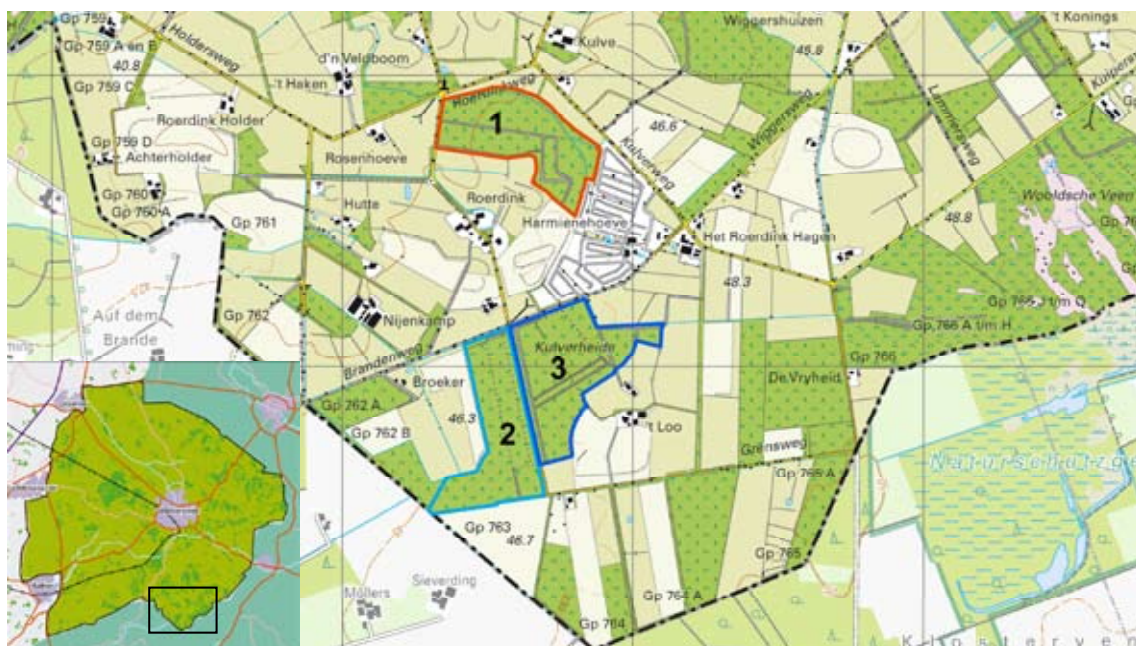 Gp 759
Gp 759 A en B
40.8
Gp 759 C
Holdersweg
d'n Veldboom
't Haken
Kulve
Wiggershuizen
46.8
't Konings
Roerdinkweg
1
Roerdink Holder
Gp 759 D
Achterholder
Gp 760
Gp 760 A
Rosenhoeve
Hutte
Roerdink
Harmienehoeve
Kulverweg
46.6
Wiggersweg
Lammersweg
Wooldsche Veen
48.8
Het Roerdink Hagen
48.3
Gp 761
Gp 762
Auf dem
Brande
Nijenkamp
Brandenweg
Broeker
Gp 762 A
Gp 762 B
46.3
2
Kulverheide
3
't Loo
De Vryheid
Gp 766
Gp 766 A t/m H
Gp 766 J t/m Q
Grensweg
Gp 765 A
Gp 765
Gp 763
46.7
Gp 764 A
Gp 764
Sieverding
Möllers
Naturschutzge
Klosterven